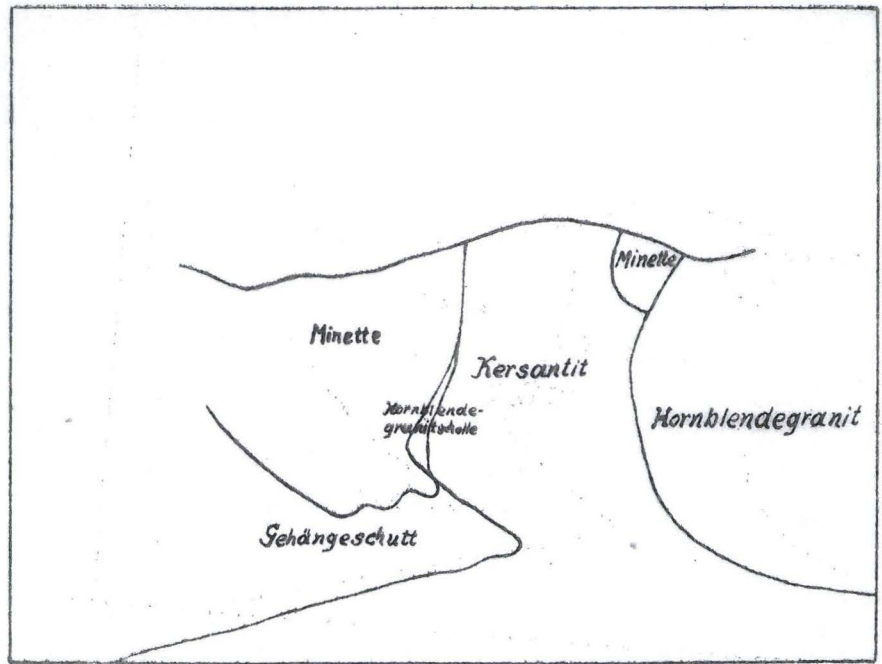 Minette
Minette
Kersantit
Hornblende-
granitscholle
Hornblendegranit
Gehängeschutt